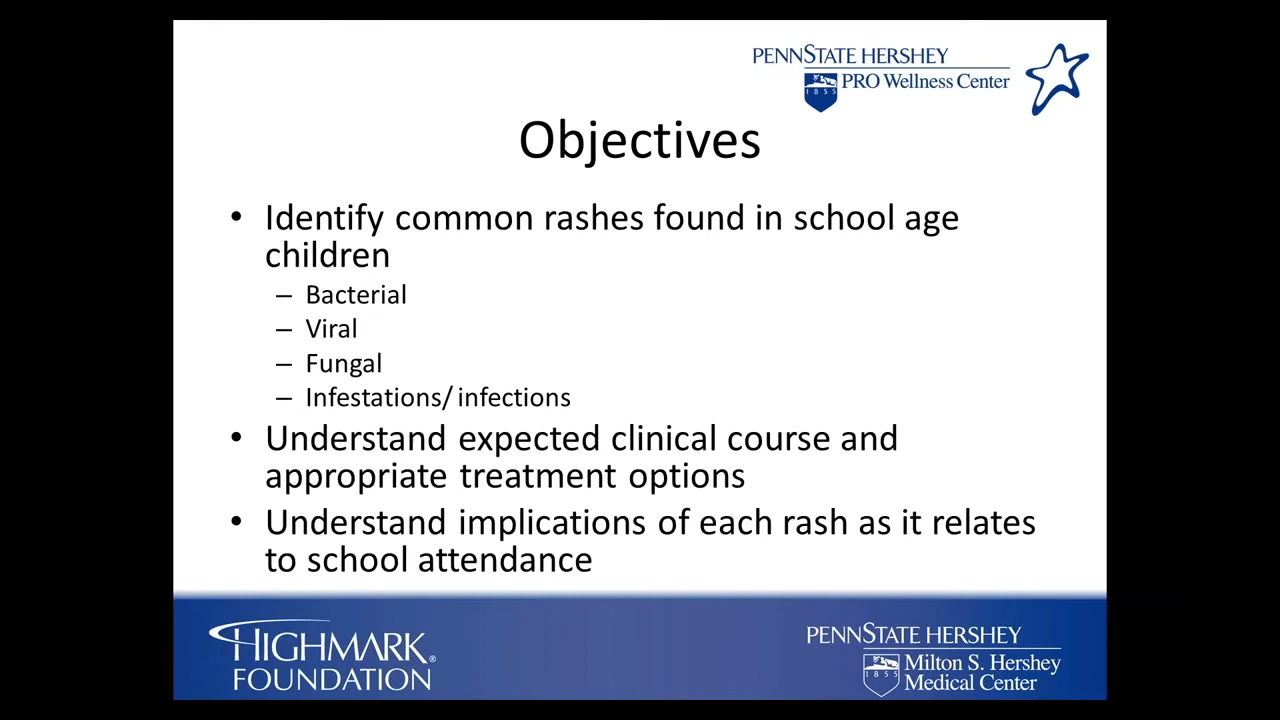 PENNSTATE HERSHEY
PRO Wellness Center
1855
Objectives
• Identify common rashes found in school age
children
– Bacterial
– Viral
– Fungal
– Infestations/ infections
• Understand expected clinical course and
appropriate treatment options
• Understand implications of each rash as it relates
to school attendance
HIGHMARK®
FOUNDATION
PENNSTATE HERSHEY
Milton S. Hershey
1855
Medical Center